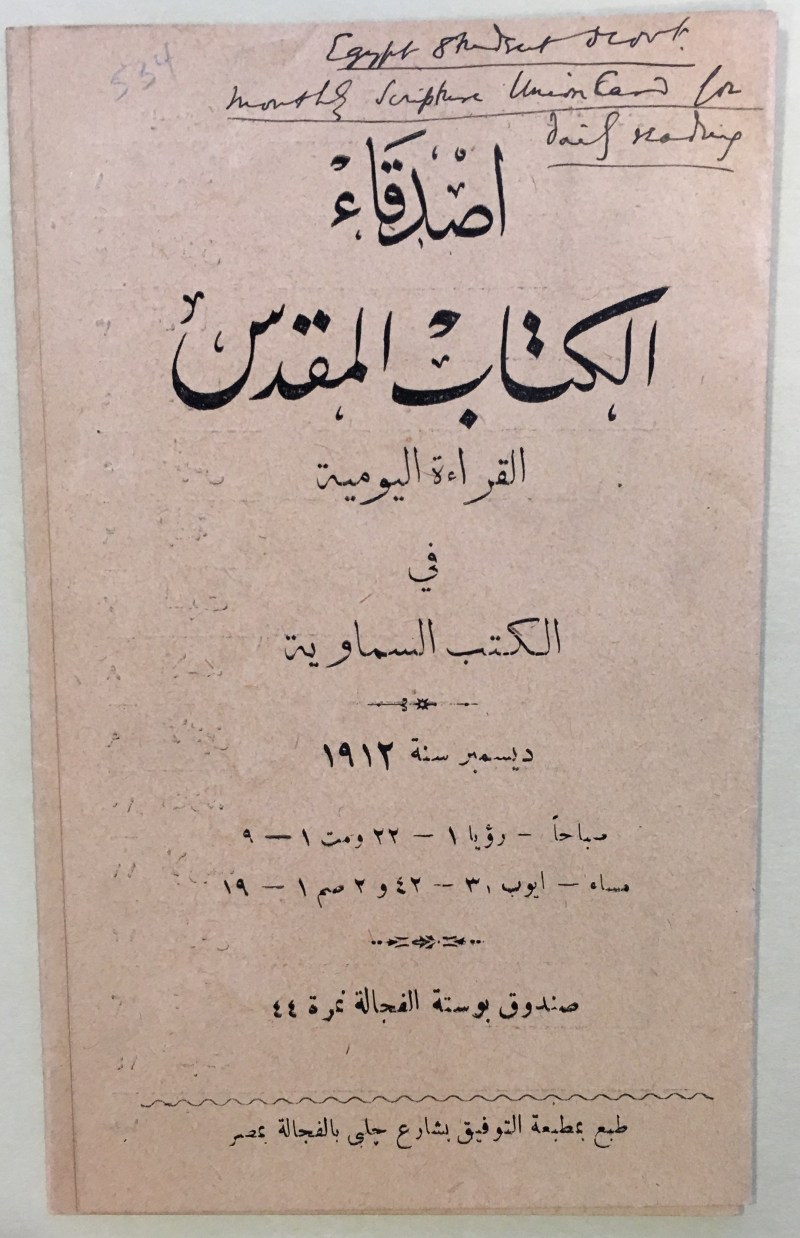 534
Egypt Student Movt.
Monthly Scripture Union Card for
daily reading
اصدقاء
الكتاب المقدس
القراءة اليومية
في
الكتب السماوية
ديسمبر سنة ١٩١٢
صباحاً – رؤيا ١ – ٢٢ ومت ١ – ٩
مساء – ايوب ٣١ – ٤٢ و ٢ صم ١ – ١٩
صندوق بوستة الفجالة نمرة ٤٤
طبع بمطبعة التوفيق بشارع چلبي بالفجالة بمصر